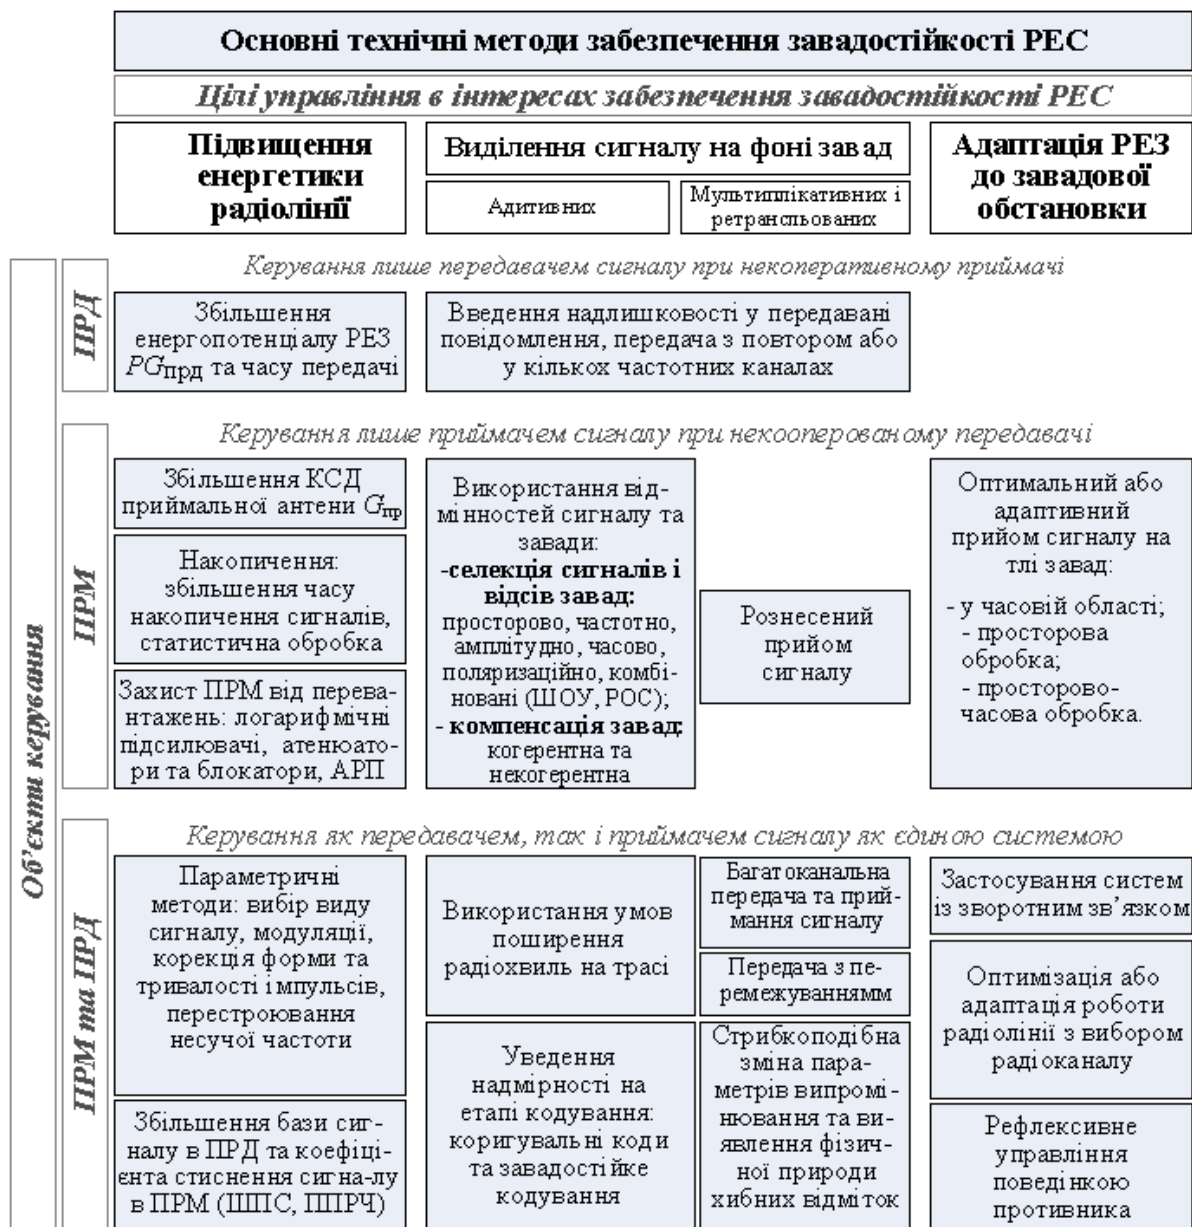 Основні технічні методи забезпечення завадостійкості РЕС
Цілі управління в інтересах забезпечення завадостійкості РЕС
Підвищення
енергетики
радіолінії
Виділення сигналу на фоні завад
Адитивних
Мультиплікативних і
ретрансльованих
Адаптація РЕЗ
до завадової
обстановки
Об'єкти керування
ПРД
Керування лише передавачем сигналу при некоперативному приймачі
Збільшення
енергопотенціалу РЕЗ
PGпрд та часу передачі
Введення надлишковості у передавані
повідомлення, передача з повтором або
у кількох частотних каналах
ПРМ
Керування лише приймачем сигналу при некооперованому передавачі
Збільшення КСД
приймальної антени Gпр
Накопичення:
збільшення часу
накопичення сигналів,
статистична обробка
Захист ПРМ від перева-
нтажень: логарифмічні
підсилювачі, атенюато-
ри та блокатори, АРП
Використання від-
мінностей сигналу та
завади:
-селекція сигналів і
відсів завад:
просторово, частотно,
амплітудно, часово,
поляризаційно, комбі-
новані (ШОУ, РОС);
- компенсація завад:
когерентна та
некогерентна
Рознесений
прийом
сигналу
Оптимальний або
адаптивний
прийом сигналу на
тлі завад:
- у часовій області;
- просторова
обробка;
- просторово-
часова обробка.
ПРМ та ПРД
Керування як передавачем, так і приймачем сигналу як єдиною системою
Параметричні
методи: вибір виду
сигналу, модуляції,
корекція форми та
тривалості імпульсів,
перестроювання
несучої частоти
Збільшення бази сиг-
налу в ПРД та коефіці-
єнта стиснення сигна-лу
в ПРМ (ШПС, ППРЧ)
Використання умов
поширення
радіохвиль на трасі
Уведення
надмірності на
етапі кодування:
коригувальні коди
та завадостійке
кодування
Багатоканальна
передача та прий-
мання сигналу
Передача з пе-
ремежуваннямм
Стрибкоподібна
зміна пара-
метрів випромі-
нювання та ви-
явлення фізич-
ної природи
хибних відміток
Застосування систем
із зворотним зв'язком
Оптимізація або
адаптація роботи
радіолінії з вибором
радіоканалу
Рефлексивне
управління
поведінкою
противника